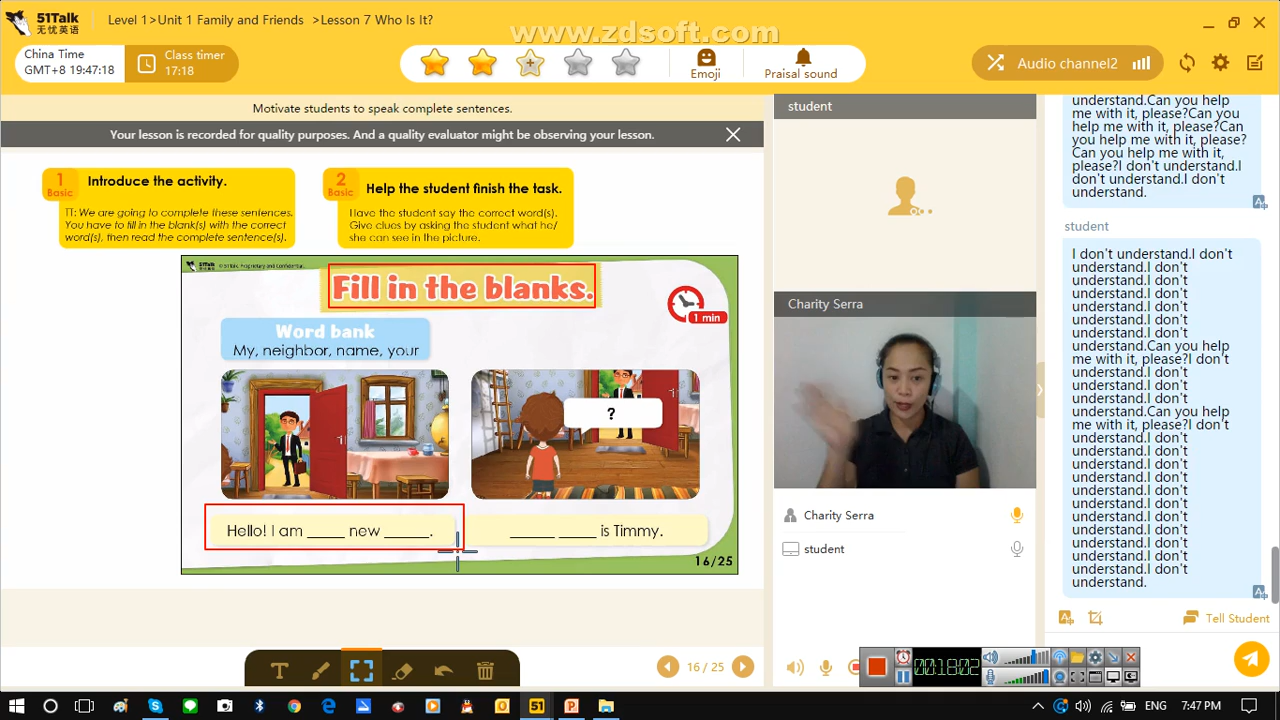 51Talk
无忧英语
Level 1>Unit 1 Family and Friends >Lesson 7 Who Is It?
www.zdsoft.com
China Time
GMT+8 19:47:18
Class timer
17:18
Emoji
Praisal sound
Audio channel2
Motivate students to speak complete sentences.
Your lesson is recorded for quality purposes. And a quality evaluator might be observing your lesson.
1
Basic
Introduce the activity.
TT: We are going to complete these sentences.
You have to fill in the blank(s) with the correct
word(s), then read the complete sentence(s).
2
Basic
Help the student finish the task.
Have the student say the correct word(s).
Give clues by asking the student what he/
she can see in the picture.
51Talk
© 51Talk. Proprietary and Confidential.
Fill in the blanks.
1 min
Word bank
My, neighbor, name, your
?
Hello! I am _____ new _____.
_____ _____ is Timmy.
16/25
16 / 25
student
Charity Serra
Charity Serra
student
understand.Can you help
me with it, please?Can you
help me with it, please?Can
you help me with it, please?
Can you help me with it,
please?I don't understand.I
don't understand.I don't
understand.
student
I don't understand.I don't
understand.I don't
understand.I don't
understand.I don't
understand.I don't
understand.I don't
understand.Can you help
me with it, please?I don't
understand.I don't
understand.I don't
understand.I don't
understand.Can you help
me with it, please?I don't
understand.I don't
understand.I don't
understand.I don't
understand.I don't
understand.I don't
understand.I don't
understand.I don't
understand.I don't
understand.I don't
understand.I don't
understand.
Tell Student
00:18:02
51
ENG
7:47 PM